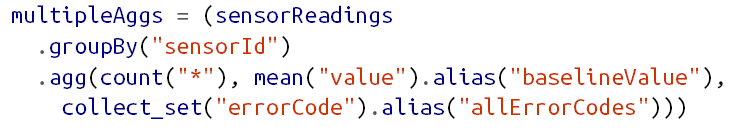 multipleAggs = (sensorReadings
  .groupBy("sensorId")
  .agg(count("*"), mean("value").alias("baselineValue"),
    collect_set("errorCode").alias("allErrorCodes")))